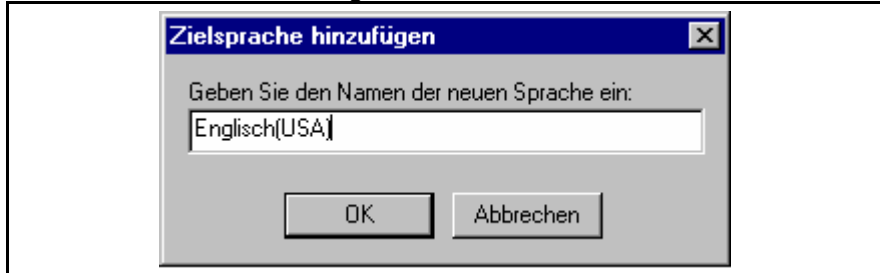 Zielsprache hinzufügen
Geben Sie den Namen der neuen Sprache ein:
Englisch(USA)
OK Abbrechen